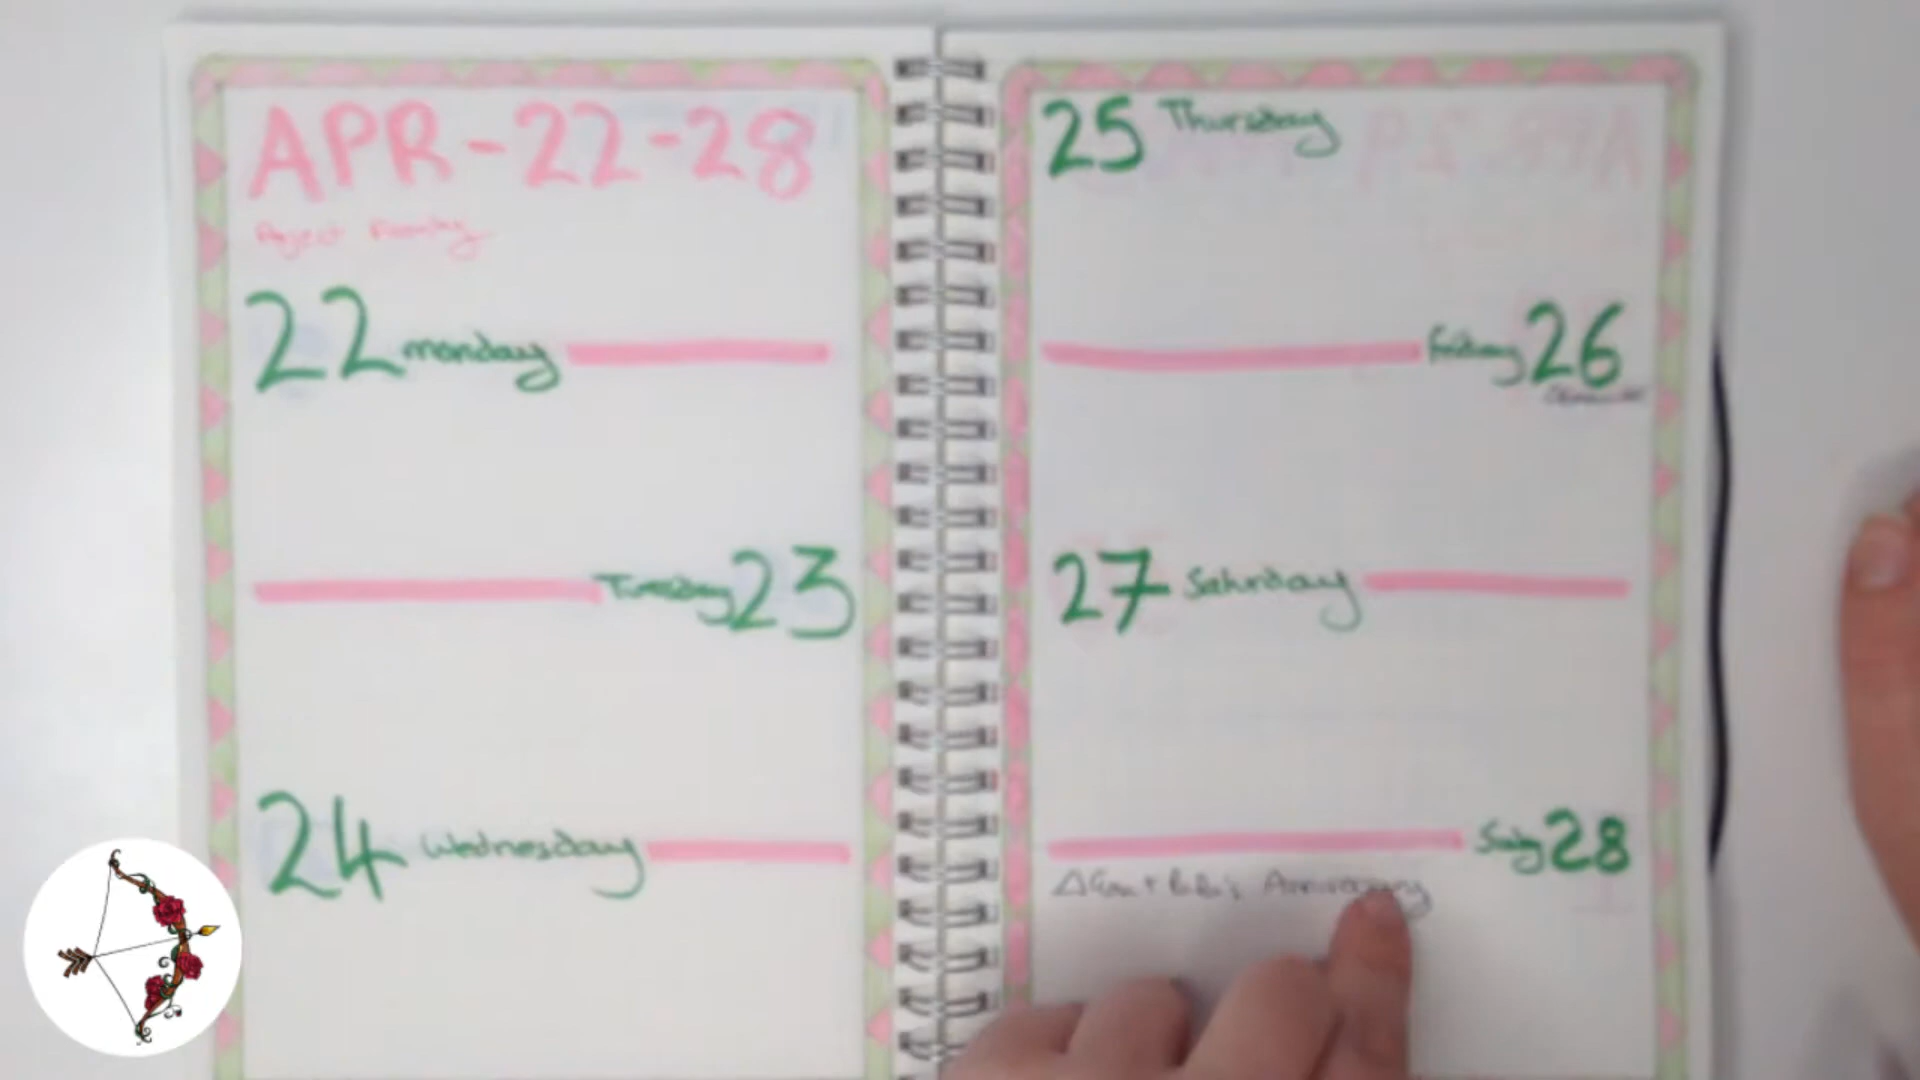 APR-22-28
22 monday
Tuesday 23
24 Wednesday
25 Thursday
Friday 26
27 Saturday
Sunday 28
Anniversary